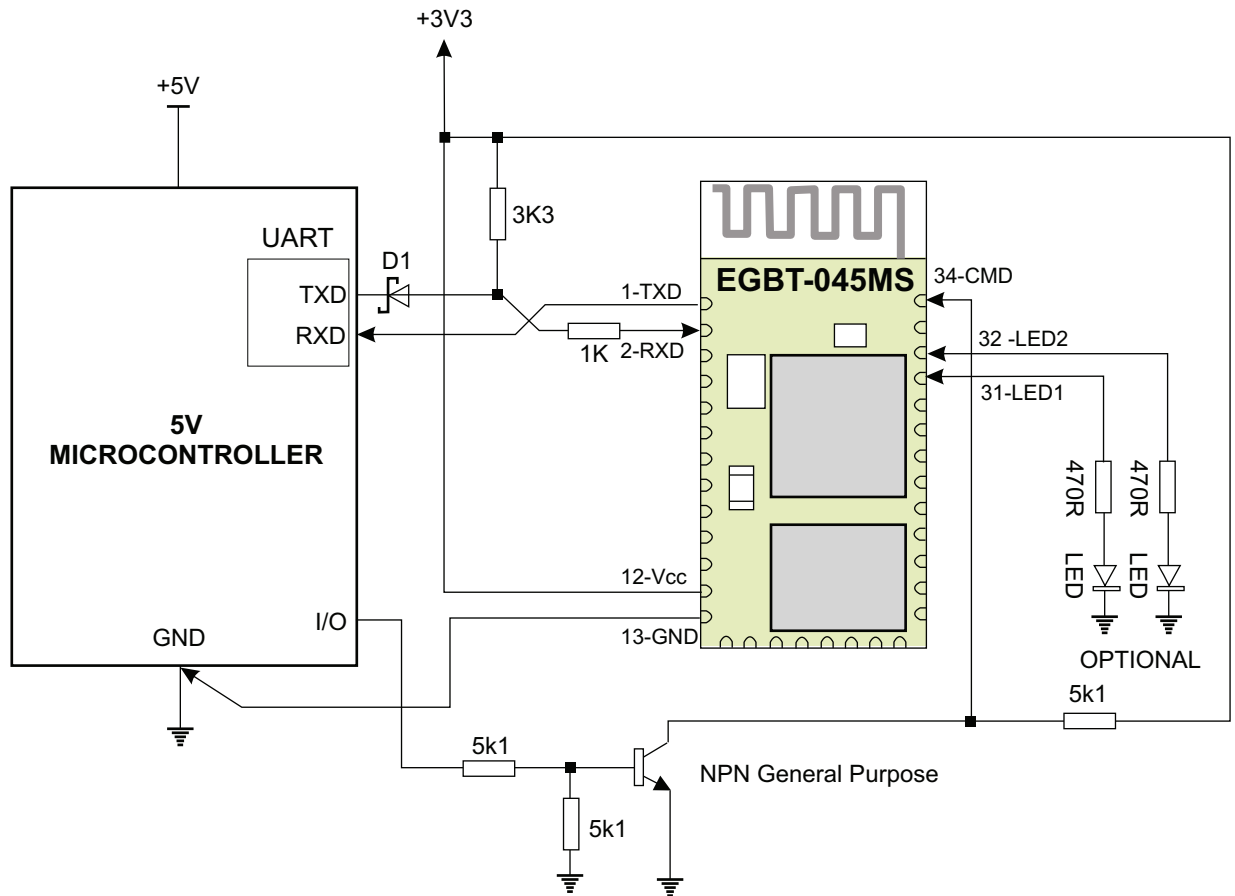 +3V3
+5V
3K3
UART
D1
TXD
RXD
1-TXD
1K
2-RXD
EGBT-045MS
34-CMD
32 -LED2
31-LED1
5V
MICROCONTROLLER
470R
470R
LED
LED
12-Vcc
13-GND
I/O
GND
OPTIONAL
5k1
5k1
NPN General Purpose
5k1